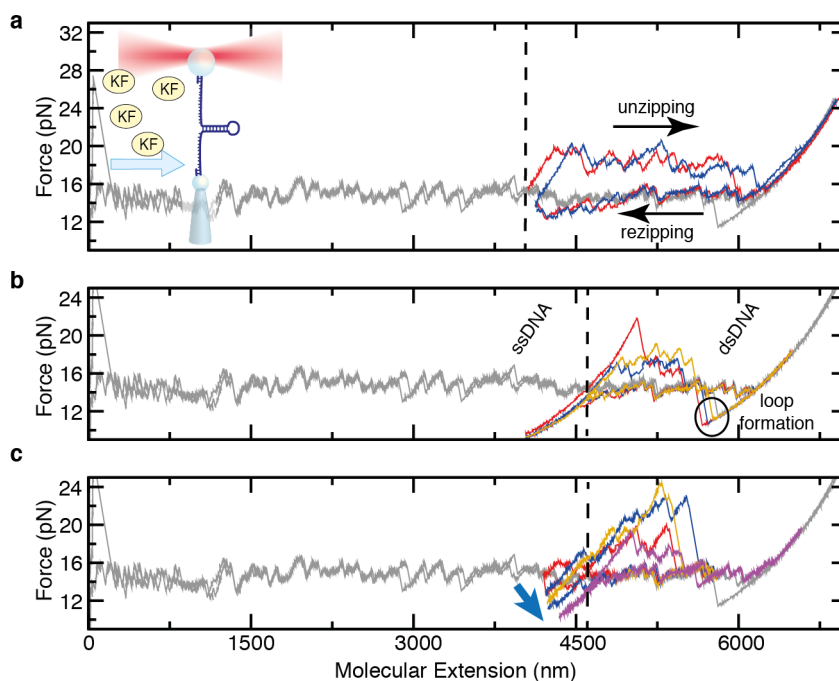 a
32
28
24
20
16
12
Force (pN)
KF
KF
KF
KF
unzipping
rezipping
b
24
20
16
12
Force (pN)
ssDNA
dsDNA
loop
formation
c
24
20
16
12
Force (pN)
0
1500
3000
4500
6000
Molecular Extension (nm)